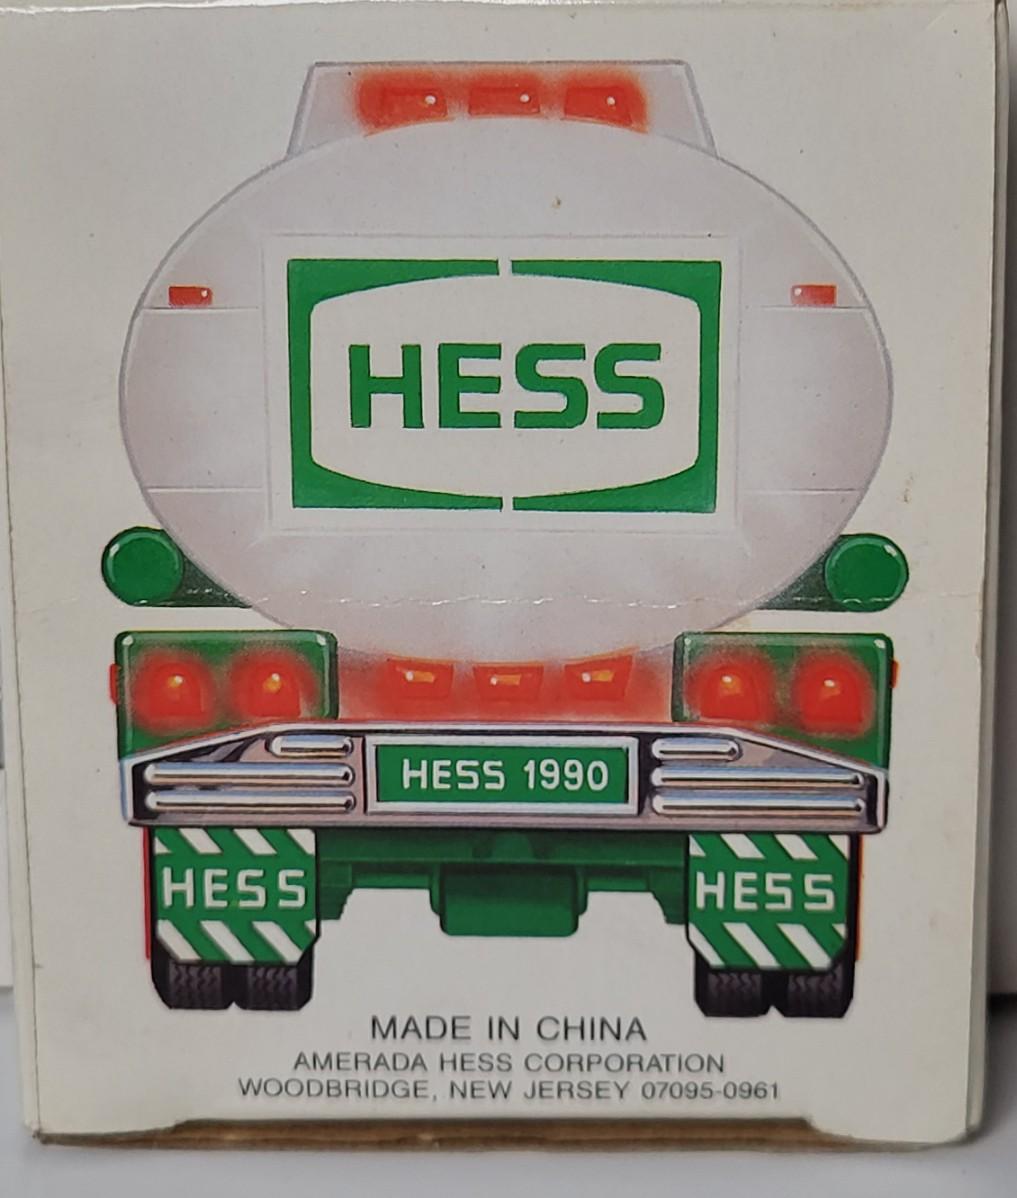 HESS
HESS 1990
HESS HESS
MADE IN CHINA
AMERADA HESS CORPORATION
WOODBRIDGE, NEW JERSEY 07095-0961